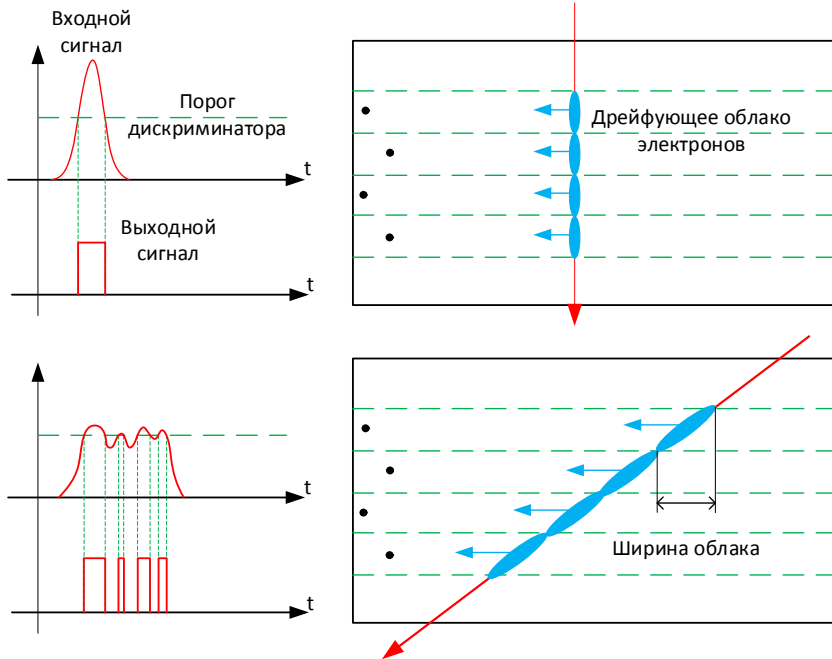 Входной
сигнал
Порог
дискриминатора
t
Выходной
сигнал
t
Дрейфующее облако
электронов
t
t
Ширина облака